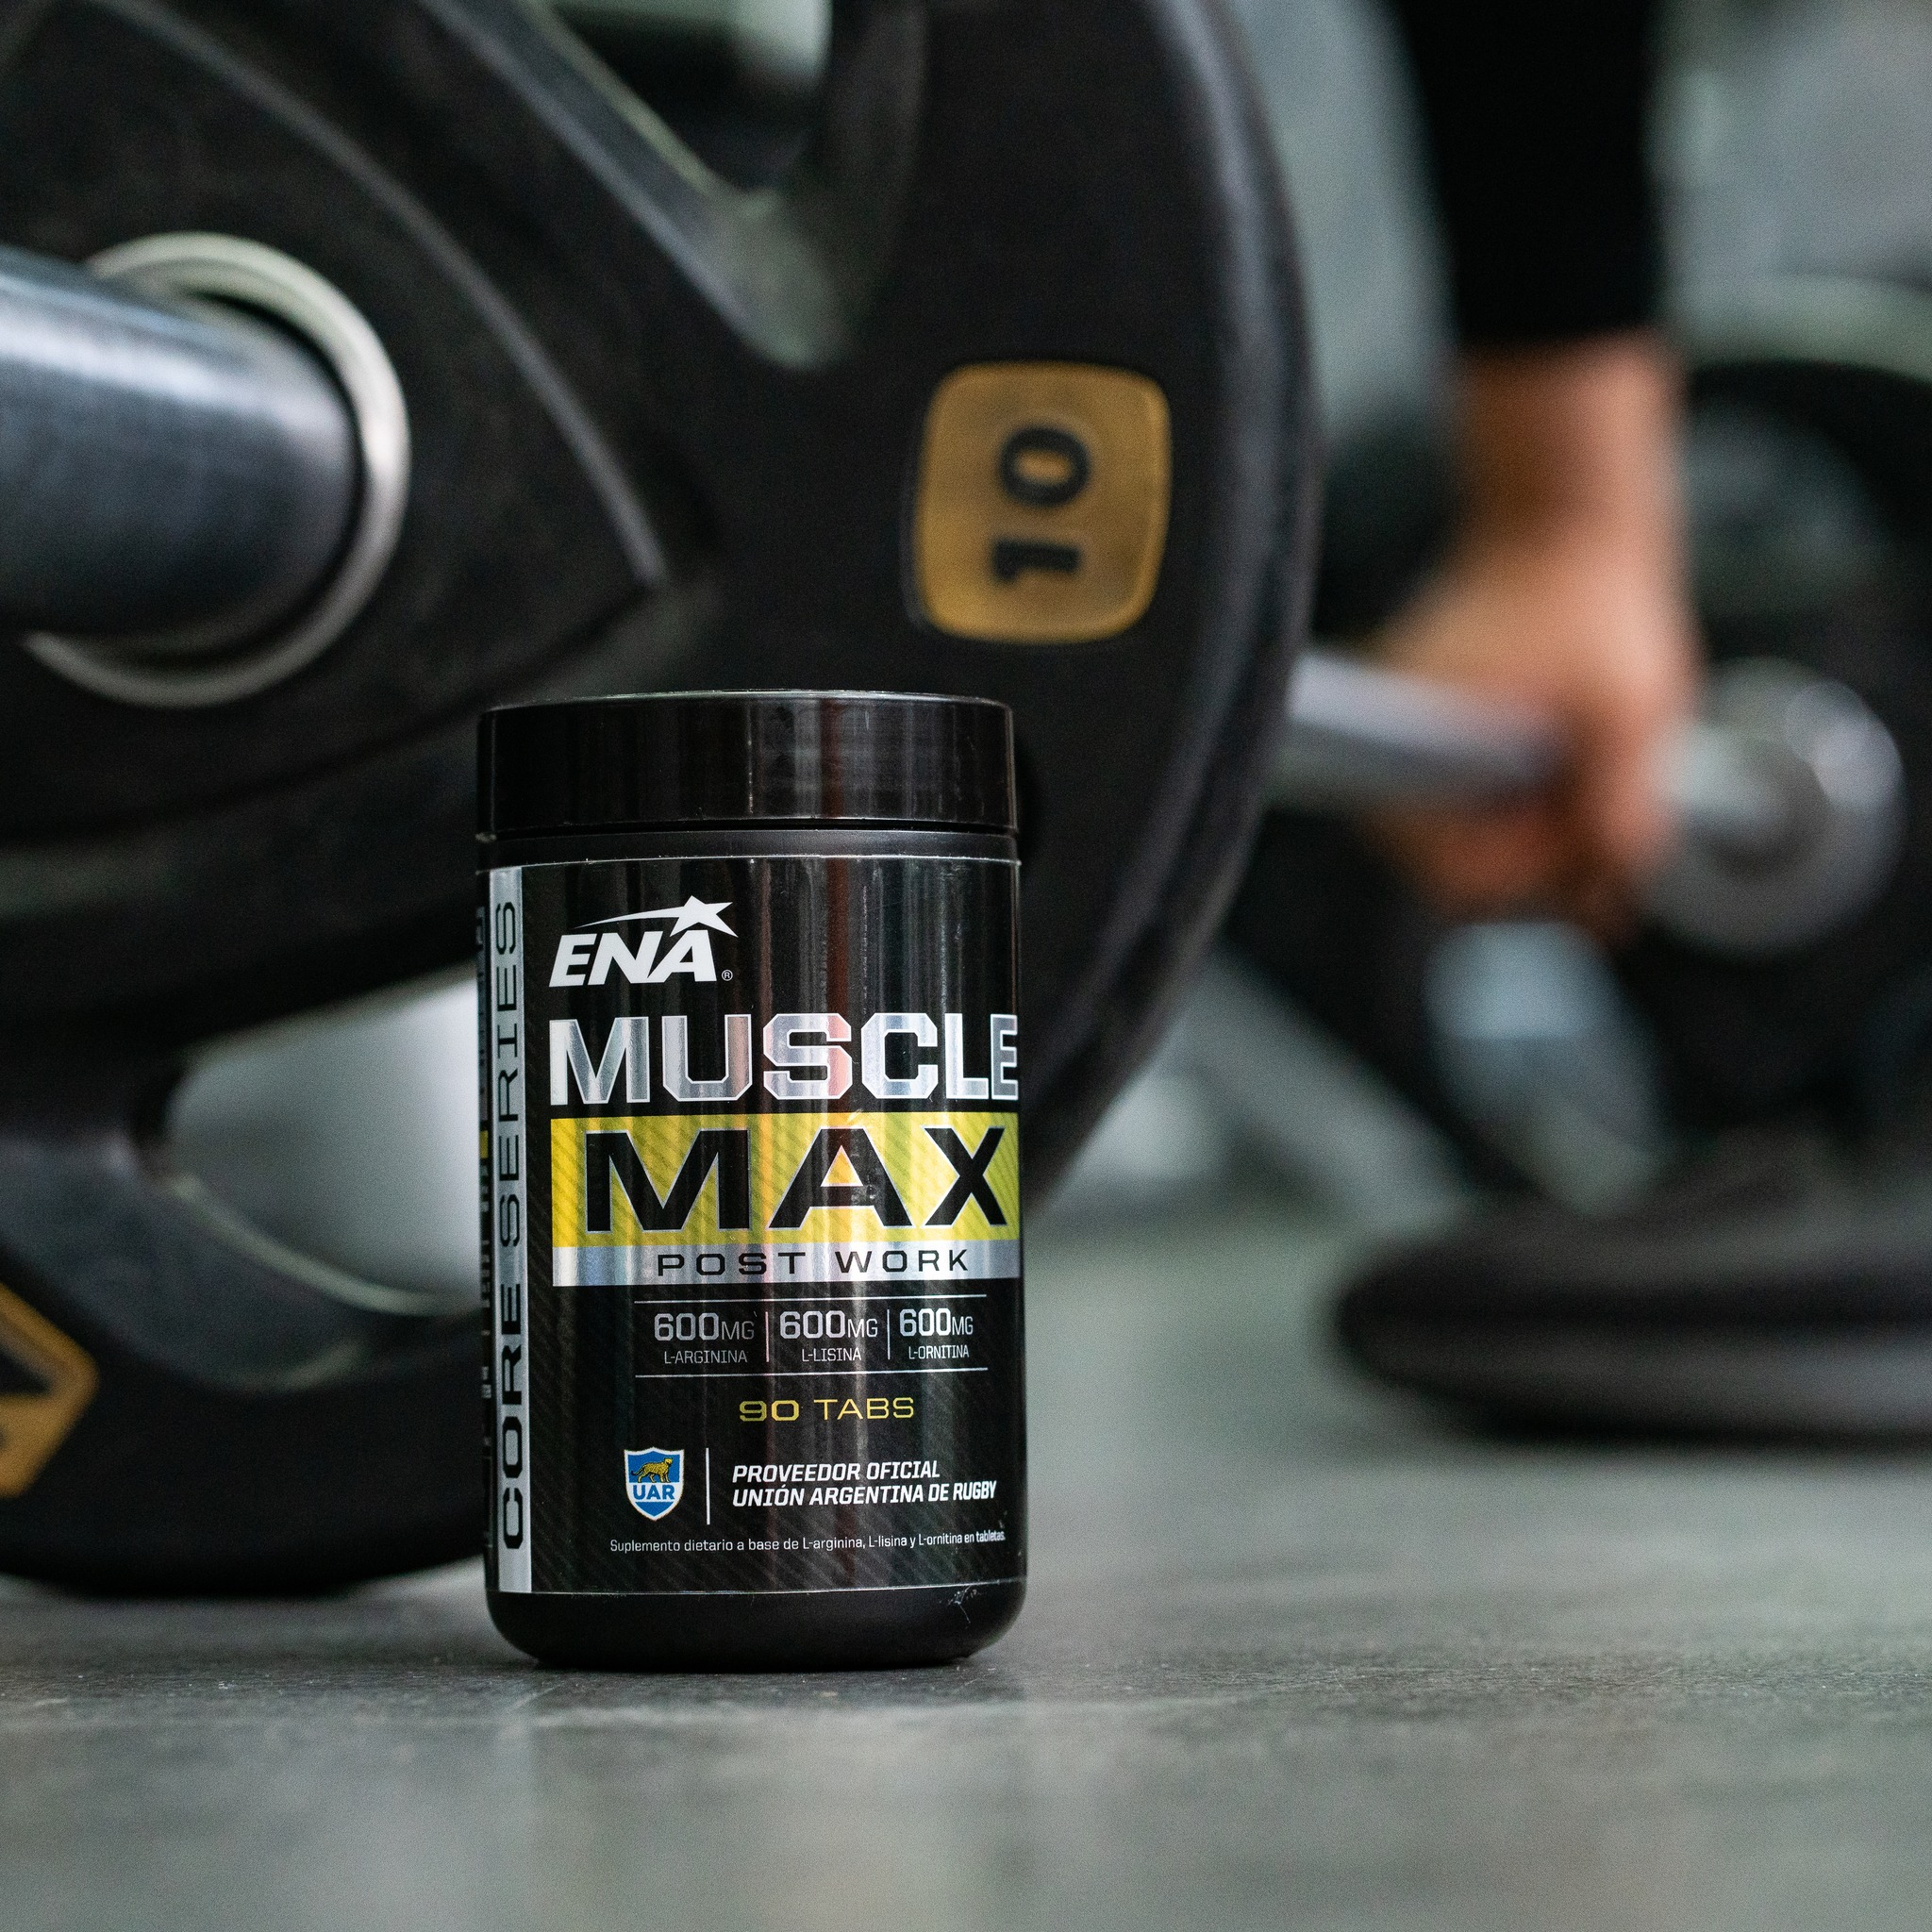 10
ENA®
CORE SERIES
MUSCLE
MAX
POST WORK
600MG 600MG 600MG
L-ARGININA L-LISINA L-ORNITINA
90 TABS
UAR
PROVEEDOR OFICIAL
UNIÓN ARGENTINA DE RUGBY
Suplemento dietario a base de L-arginina, L-lisina y L-ornitina en tabletas.